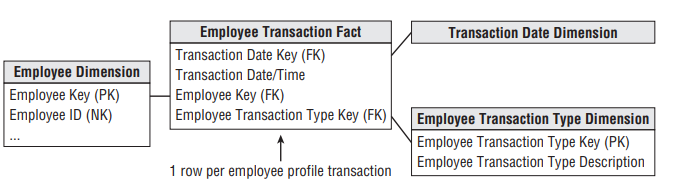 Employee Dimension
Employee Key (PK)
Employee ID (NK)
...
Employee Transaction Fact
Transaction Date Key (FK)
Transaction Date/Time
Employee Key (FK)
Employee Transaction Type Key (FK)
1 row per employee profile transaction
Transaction Date Dimension
Employee Transaction Type Dimension
Employee Transaction Type Key (PK)
Employee Transaction Type Description